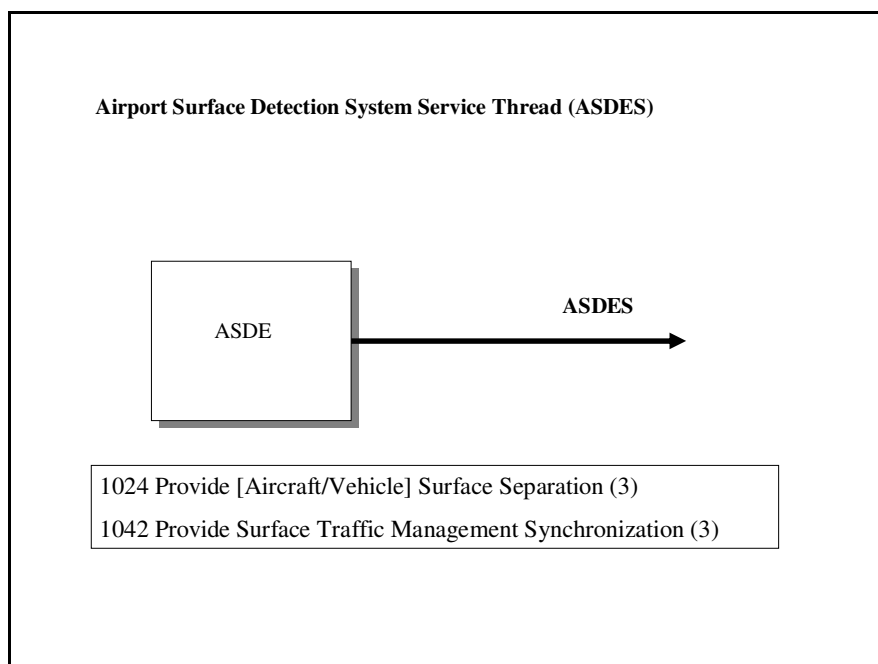 Airport Surface Detection System Service Thread (ASDES)
ASDES
ASDE
1024 Provide [Aircraft/Vehicle] Surface Separation (3)
1042 Provide Surface Traffic Management Synchronization (3)